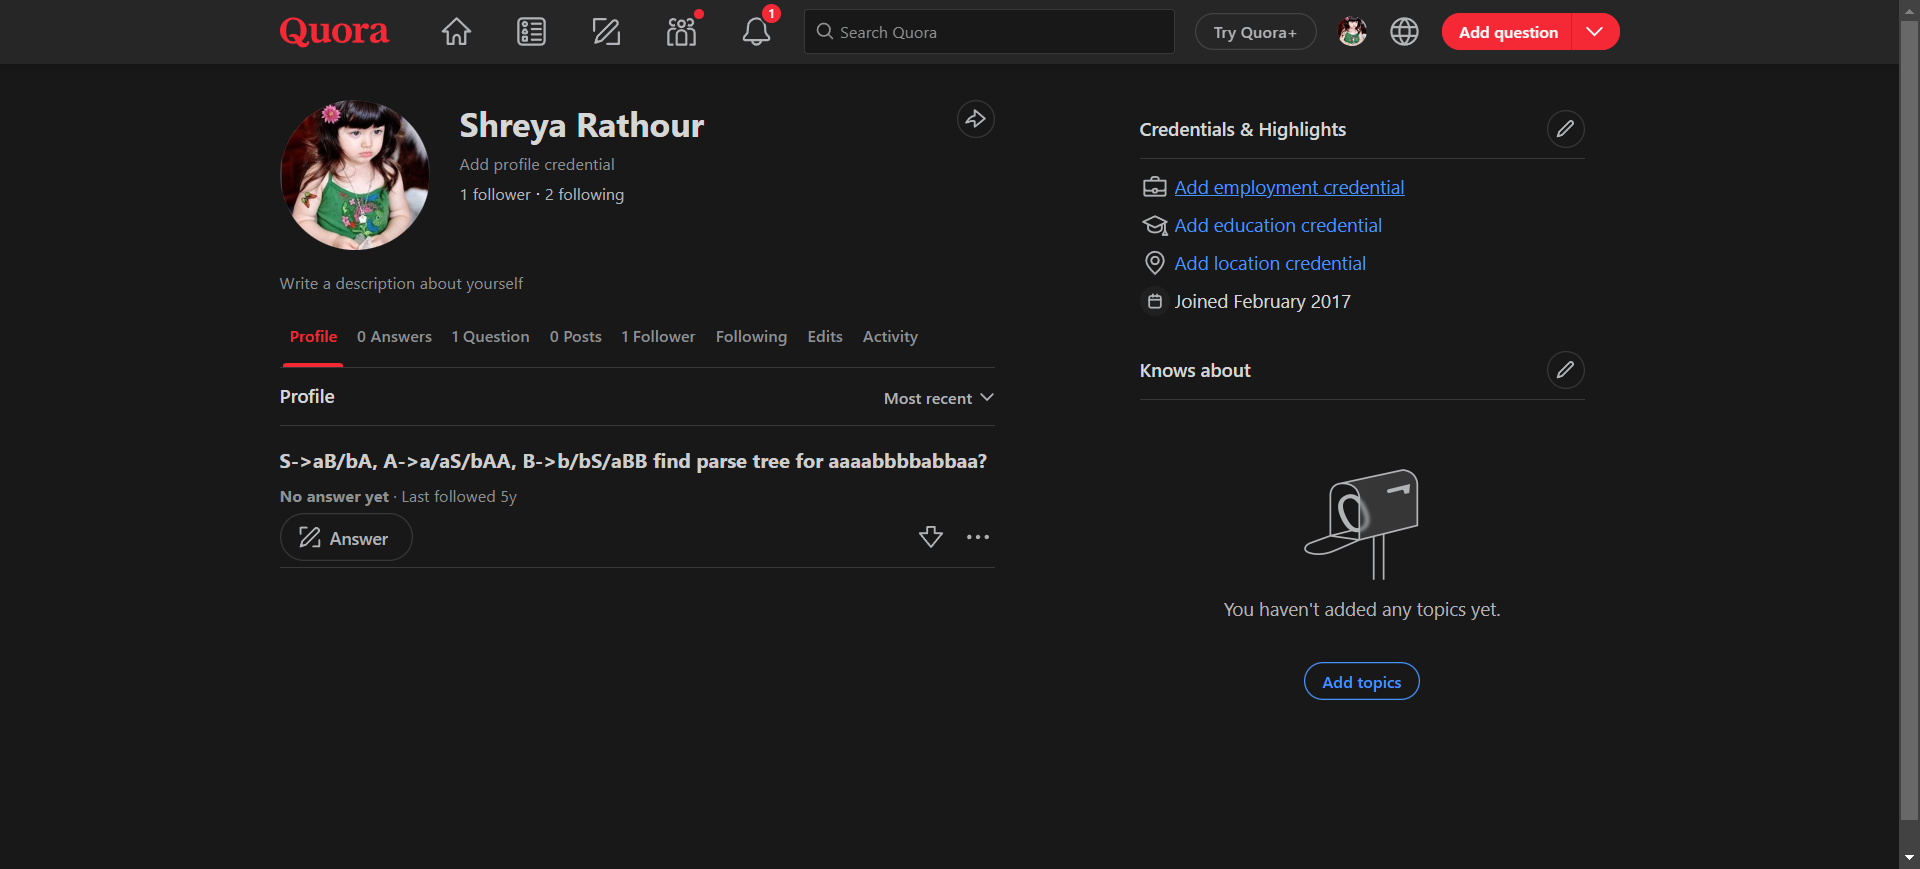 Quora
1
Search Quora
Try Quora+
Add question
Shreya Rathour
Add profile credential
1 follower · 2 following
Write a description about yourself
Profile
0 Answers
1 Question
0 Posts
1 Follower
Following
Edits
Activity
Profile
Most recent
S->aB/bA, A->a/aS/bAA, B->b/bS/aBB find parse tree for aaaabbbbabbaa?
No answer yet · Last followed 5y
Answer
Credentials & Highlights
Add employment credential
Add education credential
Add location credential
Joined February 2017
Knows about
You haven't added any topics yet.
Add topics